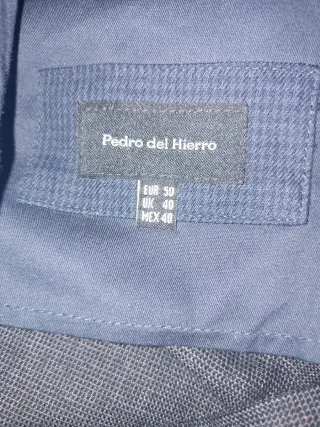 Pedro del Hierro
EUR 50
UK 40
MEX 40